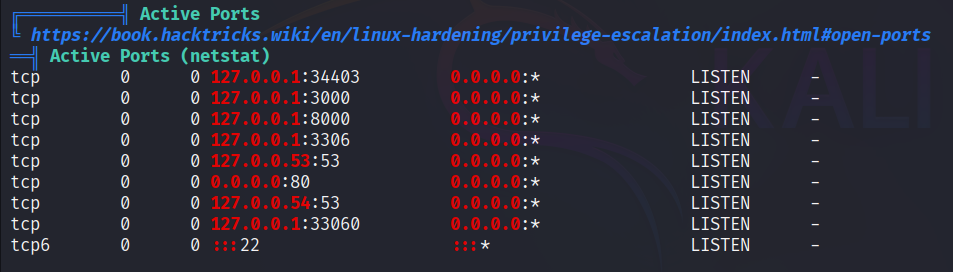 Active Ports
https://book.hacktricks.wiki/en/linux-hardening/privilege-escalation/index.html#open-ports
Active Ports (netstat)
tcp 0 0 127.0.0.1:34403 0.0.0.0:* LISTEN -
tcp 0 0 127.0.0.1:3000 0.0.0.0:* LISTEN -
tcp 0 0 127.0.0.1:8000 0.0.0.0:* LISTEN -
tcp 0 0 127.0.0.1:3306 0.0.0.0:* LISTEN -
tcp 0 0 127.0.0.53:53 0.0.0.0:* LISTEN -
tcp 0 0 0.0.0.0:80 0.0.0.0:* LISTEN -
tcp 0 0 127.0.0.54:53 0.0.0.0:* LISTEN -
tcp 0 0 127.0.0.1:33060 0.0.0.0:* LISTEN -
tcp6 0 0 :::22 :::* LISTEN -
KALI